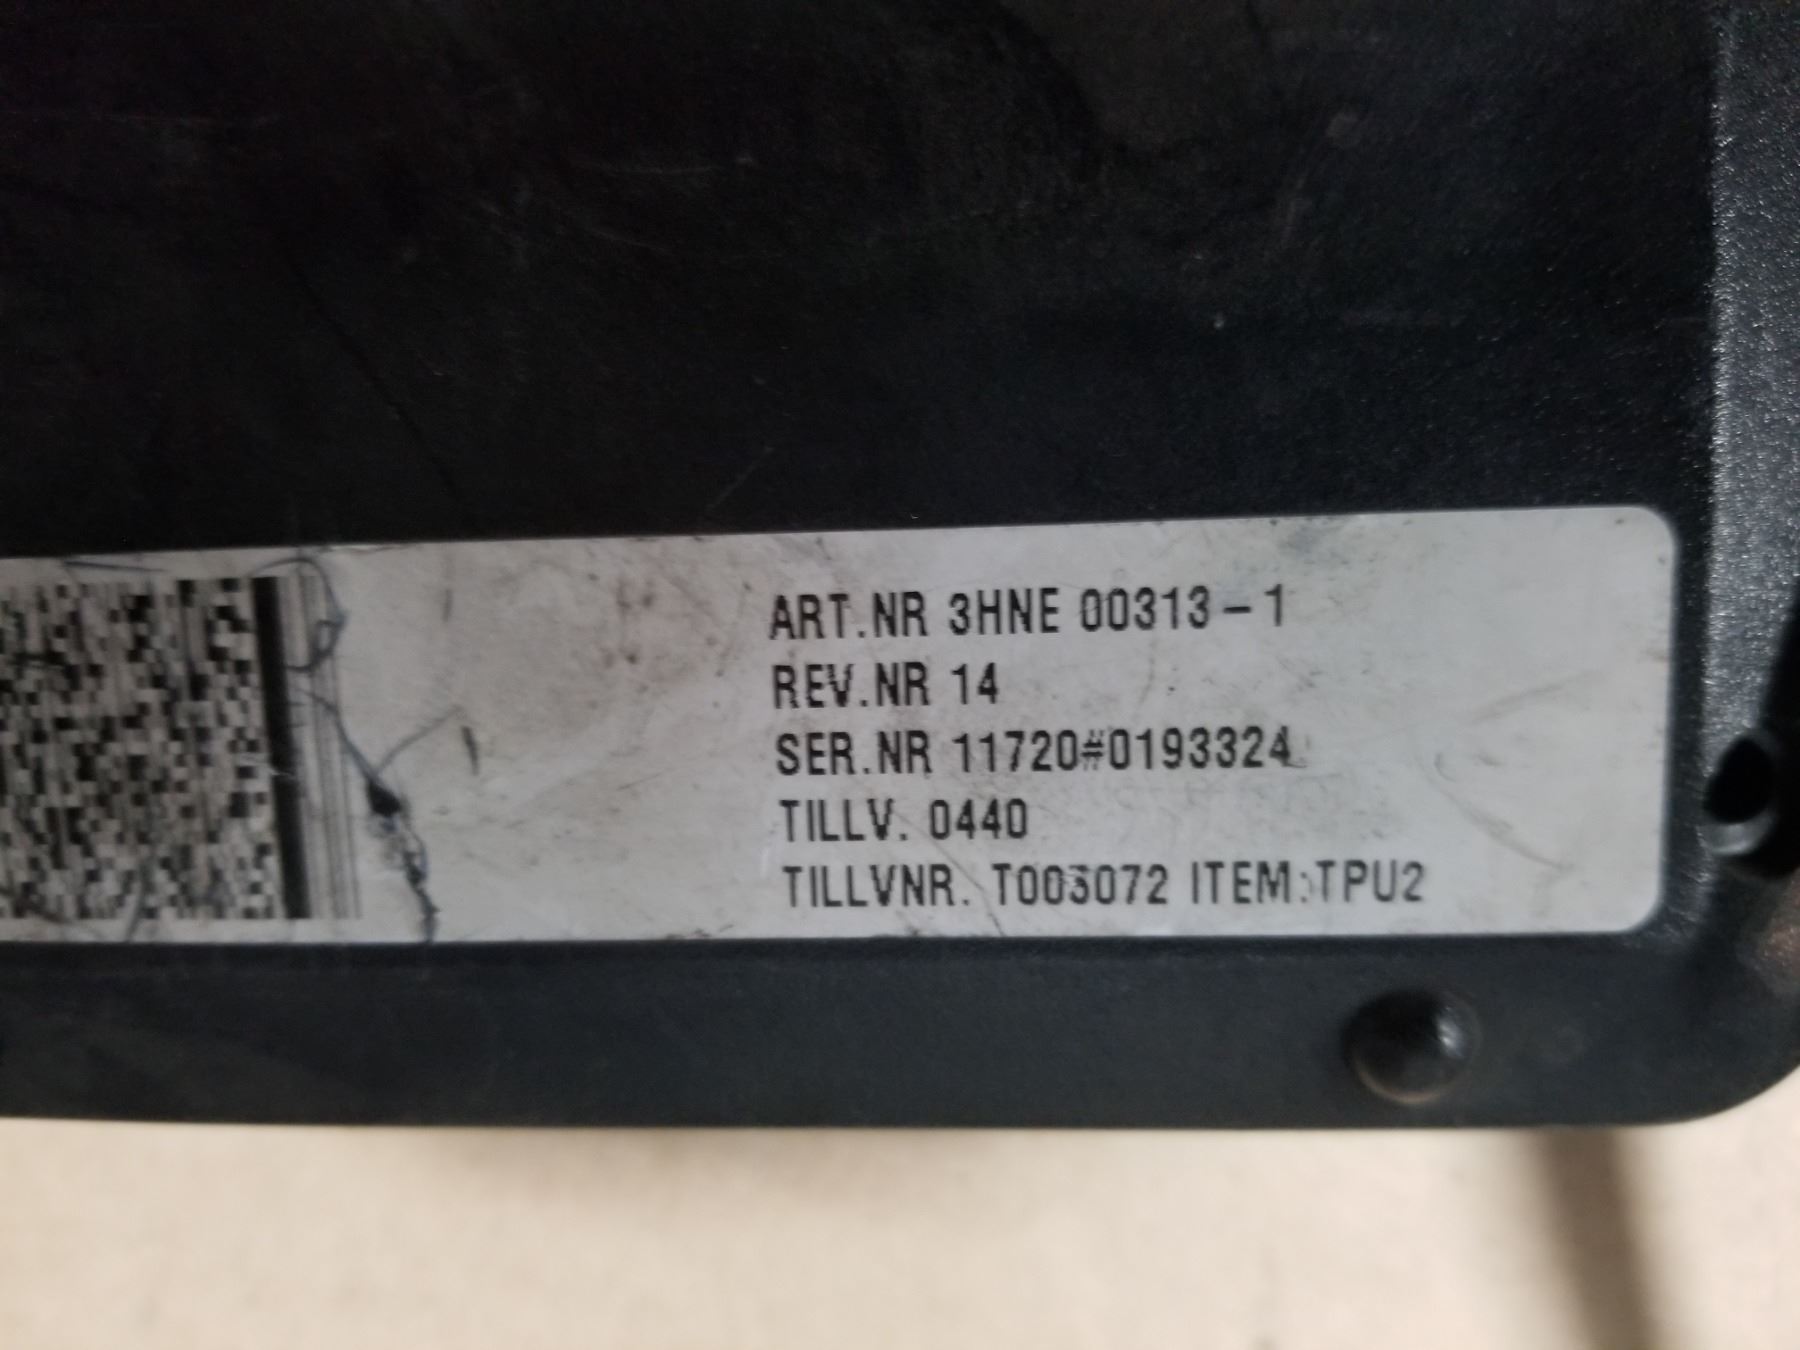 ART.NR 3HNE 00313-1
REV.NR 14
SER.NR 11720#0193324
TILLV. 0440
TILLVNR. T003072 ITEM:TPU2